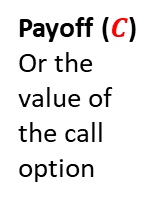 Payoff (C)
Or the
value of
the call
option